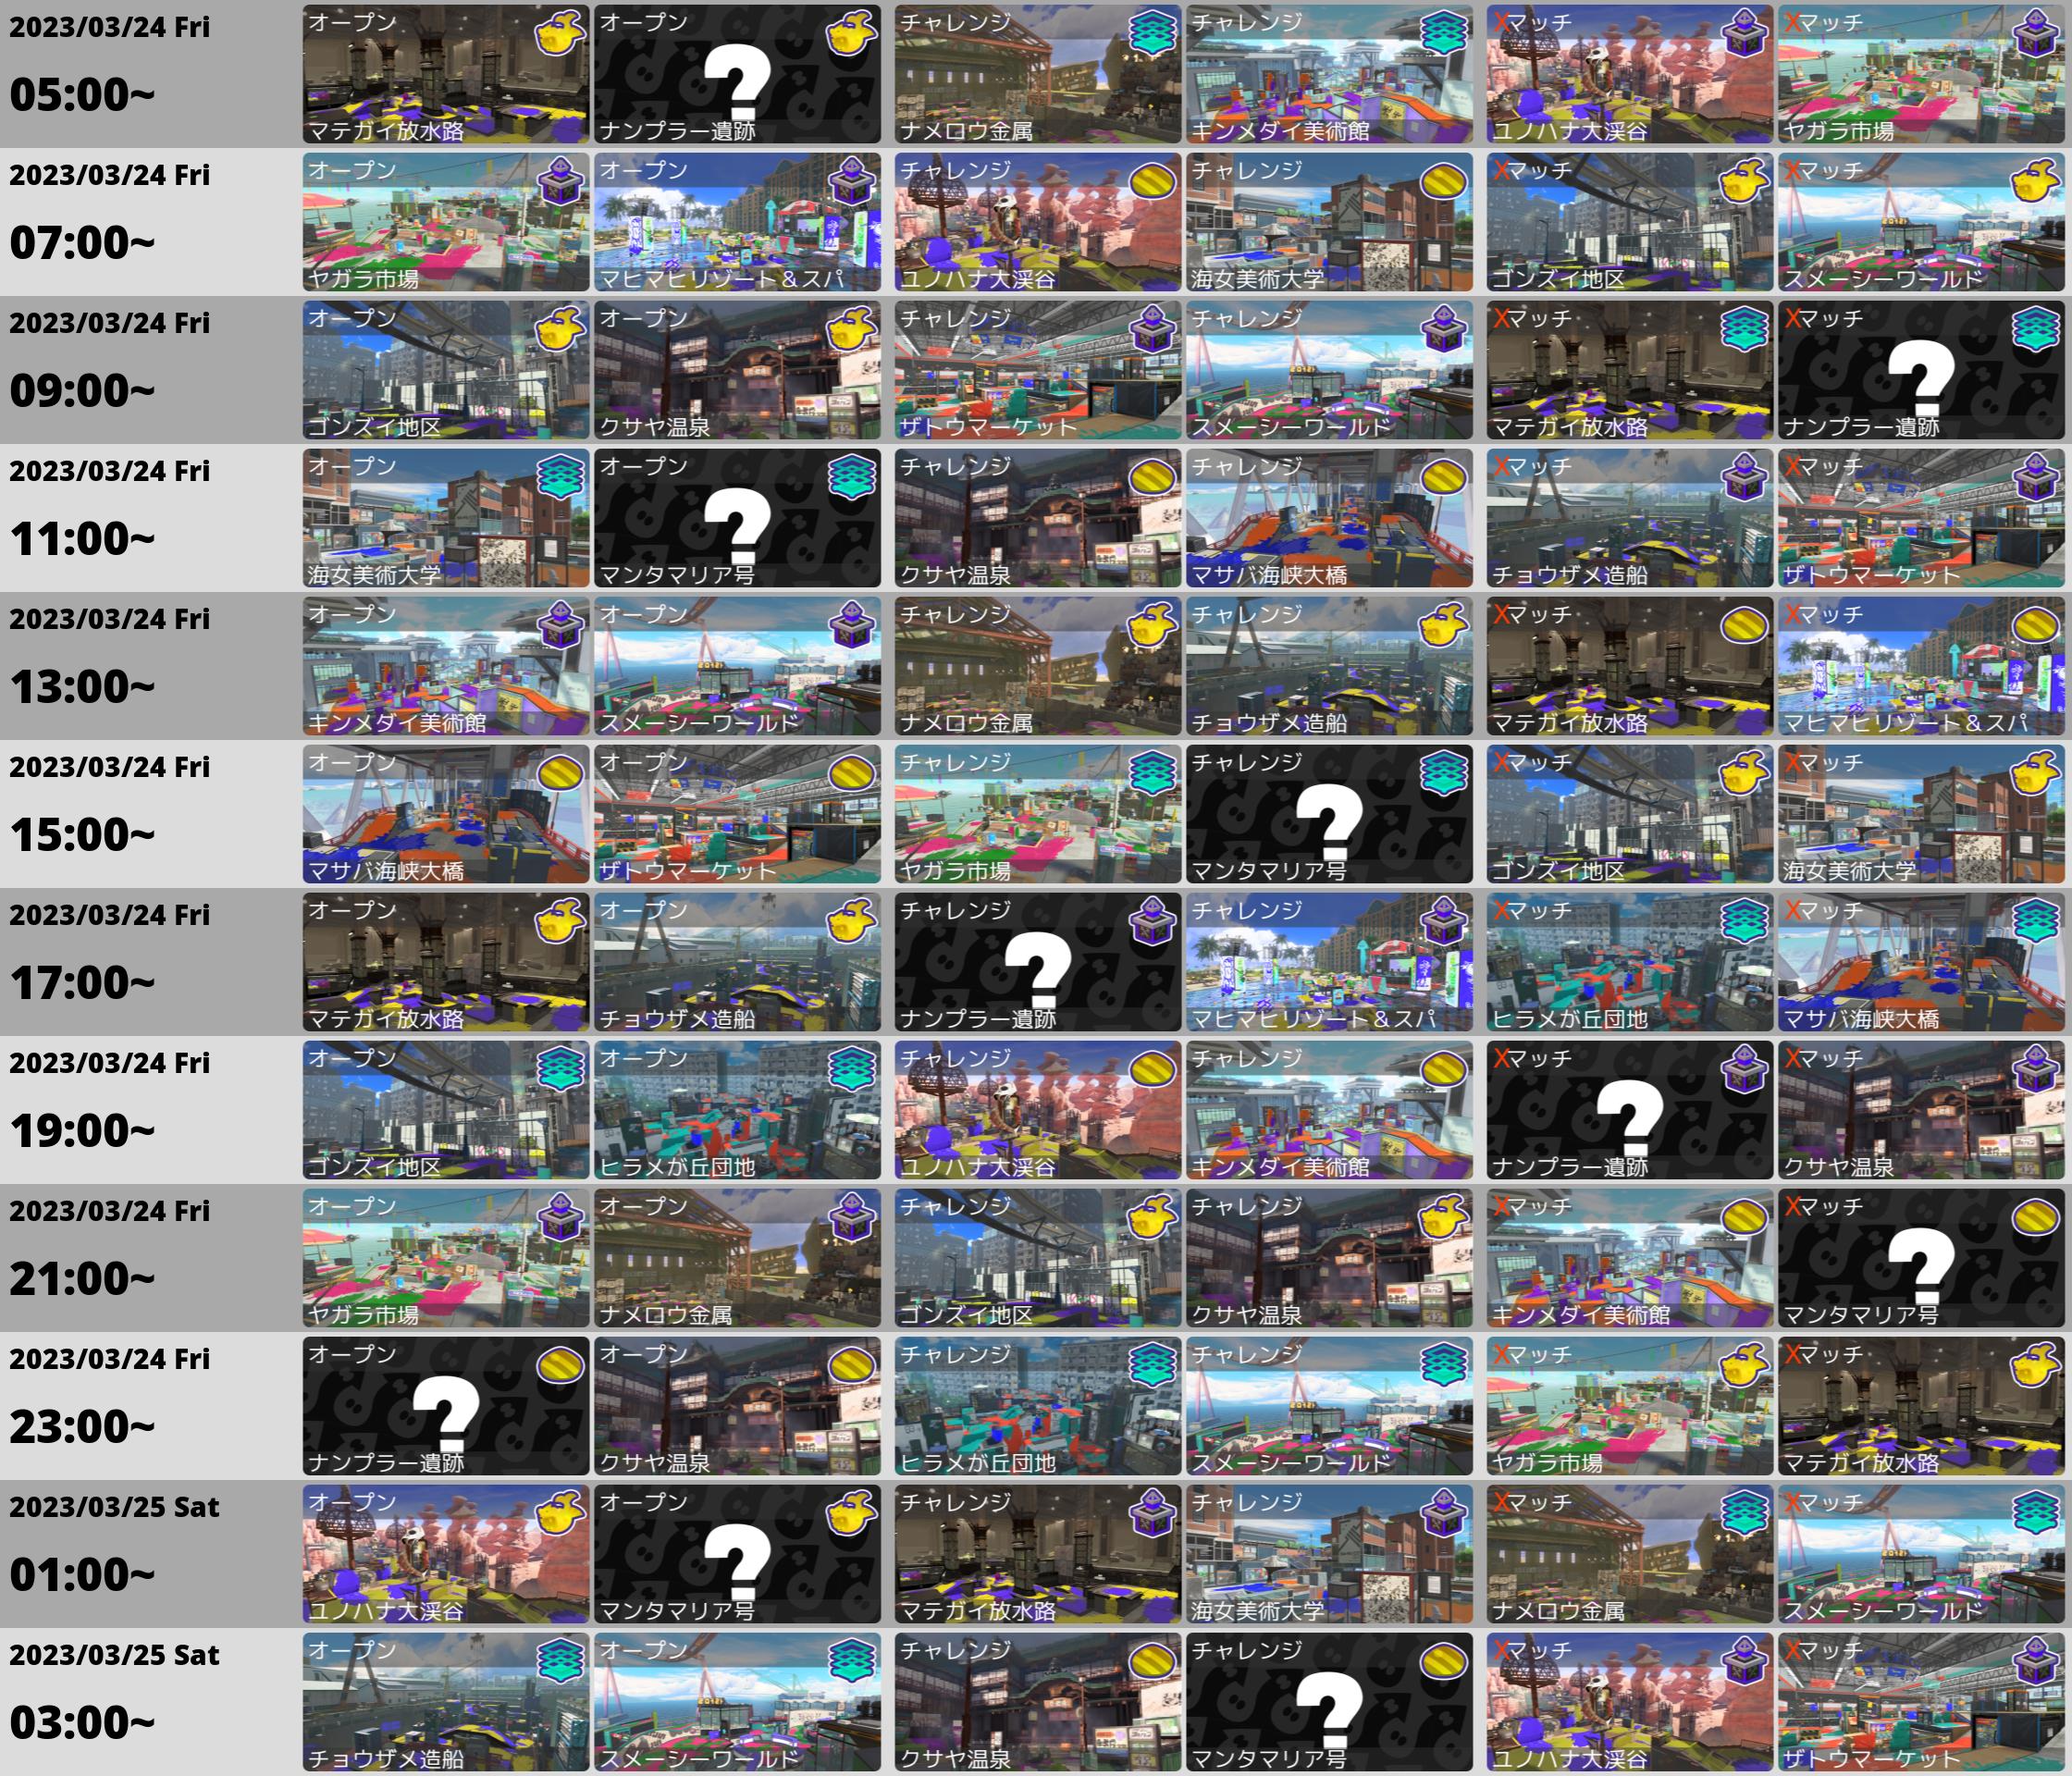 2023/03/24 Fri
05:00~
オープン オープン チャレンジ チャレンジ Xマッチ Xマッチ
マテガイ放水路 ナンプラー遺跡 ナメロウ金属 キンメダイ美術館 ユノハナ大渓谷 ヤガラ市場
2023/03/24 Fri
07:00~
オープン オープン チャレンジ チャレンジ Xマッチ Xマッチ
ヤガラ市場 マヒマヒリゾート＆スパ ユノハナ大渓谷 海女美術大学 ゴンズイ地区 スメーシーワールド
2023/03/24 Fri
09:00~
オープン オープン チャレンジ チャレンジ Xマッチ Xマッチ
ゴンズイ地区 クサヤ温泉 ザトウマーケット スメーシーワールド マテガイ放水路 ナンプラー遺跡
2023/03/24 Fri
11:00~
オープン オープン チャレンジ チャレンジ Xマッチ Xマッチ
海女美術大学 マンタマリア号 クサヤ温泉 マサバ海峡大橋 チョウザメ造船 ザトウマーケット
2023/03/24 Fri
13:00~
オープン オープン チャレンジ チャレンジ Xマッチ Xマッチ
キンメダイ美術館 スメーシーワールド ナメロウ金属 チョウザメ造船 マテガイ放水路 マヒマヒリゾート＆スパ
2023/03/24 Fri
15:00~
オープン オープン チャレンジ チャレンジ Xマッチ Xマッチ
マサバ海峡大橋 ザトウマーケット ヤガラ市場 マンタマリア号 ゴンズイ地区 海女美術大学
2023/03/24 Fri
17:00~
オープン オープン チャレンジ チャレンジ Xマッチ Xマッチ
マテガイ放水路 チョウザメ造船 ナンプラー遺跡 マヒマヒリゾート＆スパ ヒラメが丘団地 マサバ海峡大橋
2023/03/24 Fri
19:00~
オープン オープン チャレンジ チャレンジ Xマッチ Xマッチ
ゴンズイ地区 ヒラメが丘団地 ユノハナ大渓谷 キンメダイ美術館 ナンプラー遺跡 クサヤ温泉
2023/03/24 Fri
21:00~
オープン オープン チャレンジ チャレンジ Xマッチ Xマッチ
ヤガラ市場 ナメロウ金属 ゴンズイ地区 クサヤ温泉 キンメダイ美術館 マンタマリア号
2023/03/24 Fri
23:00~
オープン オープン チャレンジ チャレンジ Xマッチ Xマッチ
ナンプラー遺跡 クサヤ温泉 ヒラメが丘団地 スメーシーワールド ヤガラ市場 マテガイ放水路
2023/03/25 Sat
01:00~
オープン オープン チャレンジ チャレンジ Xマッチ Xマッチ
ユノハナ大渓谷 マンタマリア号 マテガイ放水路 海女美術大学 ナメロウ金属 スメーシーワールド
2023/03/25 Sat
03:00~
オープン オープン チャレンジ チャレンジ Xマッチ Xマッチ
チョウザメ造船 スメーシーワールド クサヤ温泉 マンタマリア号 ユノハナ大渓谷 ザトウマーケット